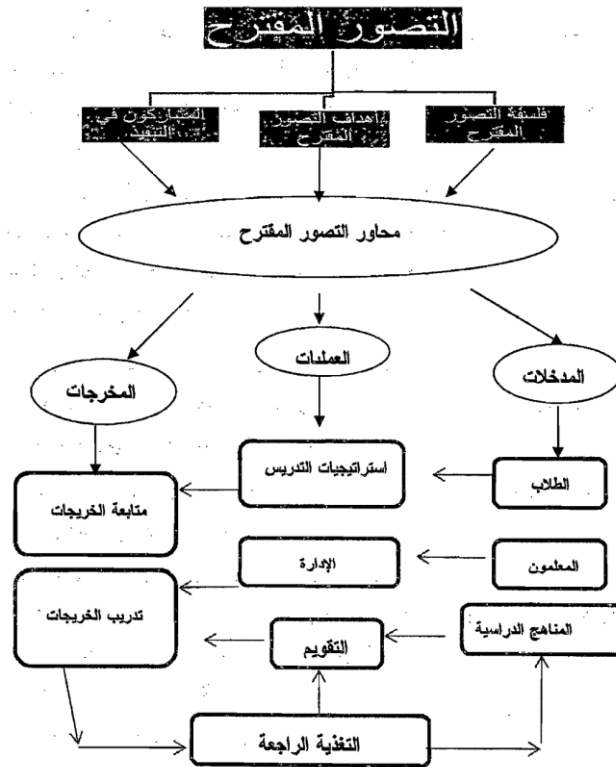 التصور المقترح
فلسفة التصور
المقترح
اهداف التصور
المقترح
المشاركون في
التنفيذ
محاور التصور المقترح
المدخلات
العمليات
المخرجات
الطلاب
استراتيجيات التدريس
متابعة الخريجات
المعلمون
الإدارة
تدريب الخريجات
المناهج الدراسية
التقويم
التغذية الراجعة